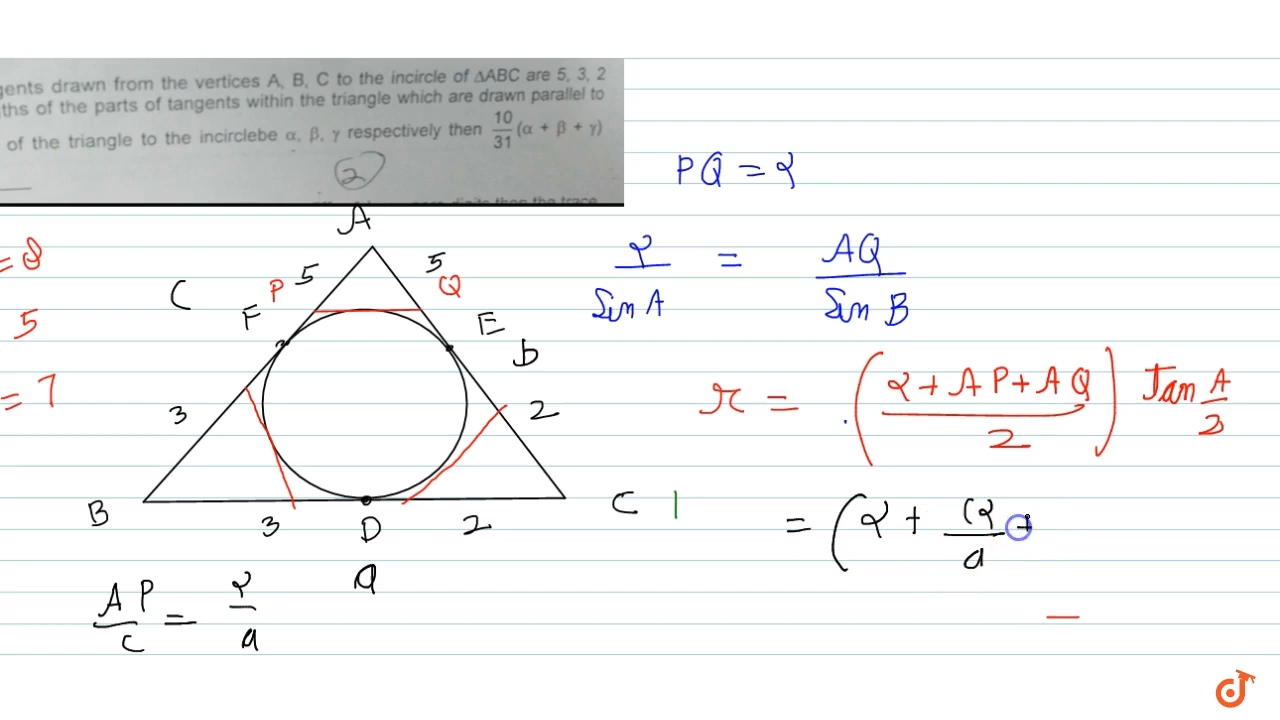 gents drawn from the vertices A, B, C to the incircle of ΔABC are 5, 3, 2
ths of the parts of tangents within the triangle which are drawn parallel to
of the triangle to the incirclebe α, β, γ respectively then 10/31 (α + β + γ)
2
PQ = α
A
= 8
5
= 7
C
P
5
5
Q
F
E
b
α/Sin A = AQ/Sin B
r = ((α + AP + AQ)/2) Tan A/2
3
2
B
3
D
2
C
a
= (α + cα/a +
AP/c = α/a